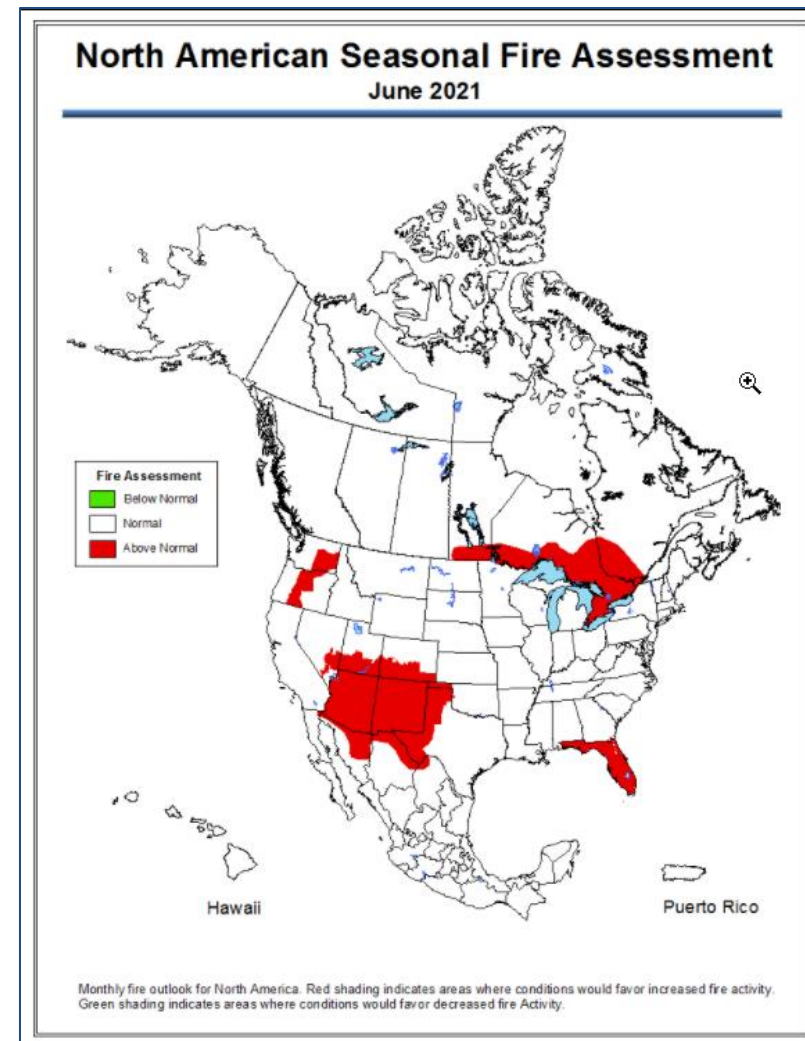 North American Seasonal Fire Assessment
June 2021
Fire Assessment
Below Normal
Normal
Above Normal
Hawaii
Puerto Rico
Monthly fire outlook for North America. Red shading indicates areas where conditions would favor increased fire activity.
Green shading indicates areas where conditions would favor decreased fire Activity.